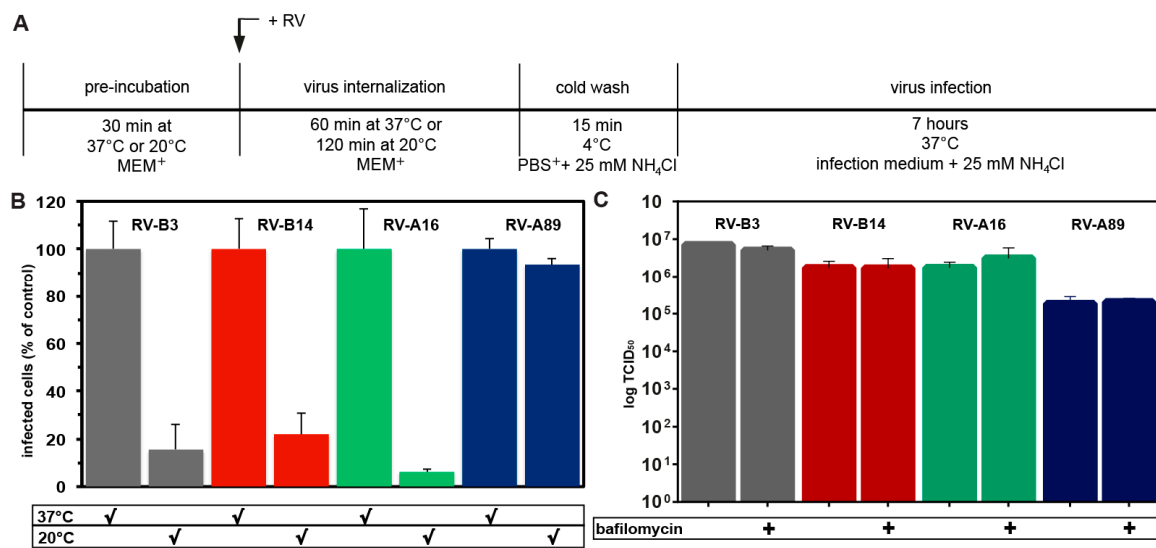 A
+ RV
pre-incubation
virus internalization
cold wash
virus infection
30 min at
37°C or 20°C
MEM⁺
60 min at 37°C or
120 min at 20°C
MEM⁺
15 min
4°C
PBS⁺+ 25 mM NH₄Cl
7 hours
37°C
infection medium + 25 mM NH₄Cl
B
infected cells (% of control)
120
100
80
60
40
20
0
RV-B3
RV-B14
RV-A16
RV-A89
37°C √ √ √ √
20°C √ √ √ √
C
log TCID₅₀
10
10⁷
10⁶
10⁵
10⁴
10³
10²
10¹
10⁰
RV-B3
RV-B14
RV-A16
RV-A89
bafilomycin + + + +